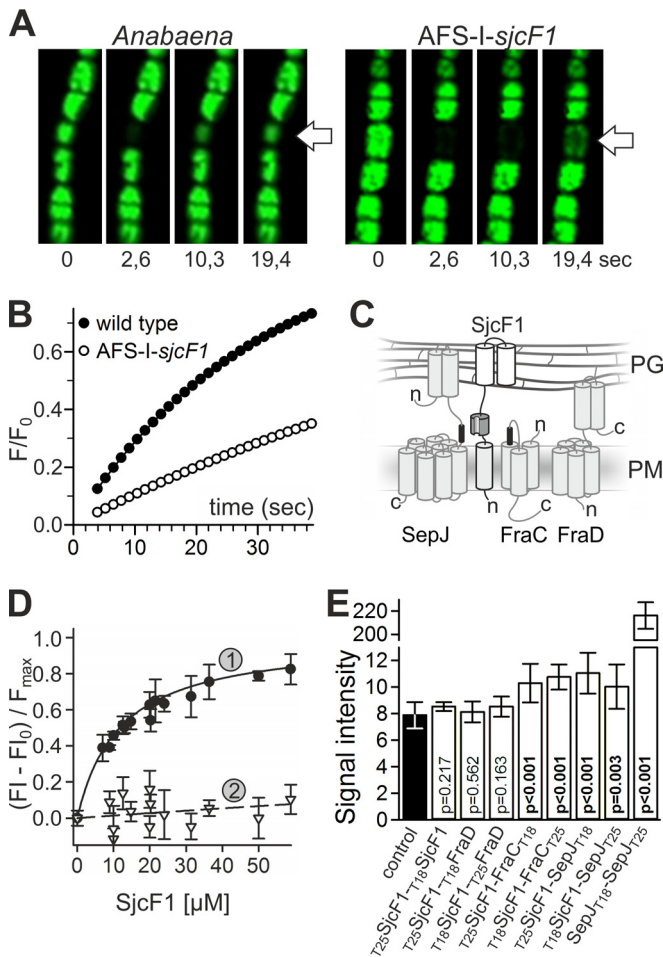 A
Anabaena
AFS-I-sjcF1
0 2,6 10,3 19,4
0 2,6 10,3 19,4 sec
B
wild type
AFS-I-sjcF1
F/F0
0.6
0.4
0.2
0.0
time (sec)
0 10 20 30
C
SjcF1
PG
n
n
c
PM
c
n
c
n
SepJ
FraC
FraD
D
(FI - FI0) / Fmax
1.0
0.8
0.6
0.4
0.2
0.0
1
2
0 10 20 30 40 50
SjcF1 [µM]
E
Signal intensity
220
200
12
10
8
6
4
2
0
p=0.217
p=0.562
p=0.163
p<0.001
p<0.001
p<0.001
p=0.003
p<0.001
control
T25SjcF1-T18SjcF1
T25SjcF1-T18FraD
T18SjcF1-T25FraD
T25SjcF1-FraCT18
T18SjcF1-FraCT25
T25SjcF1-SepJT18
T18SjcF1-SepJT25
SepJT18-SepJT25